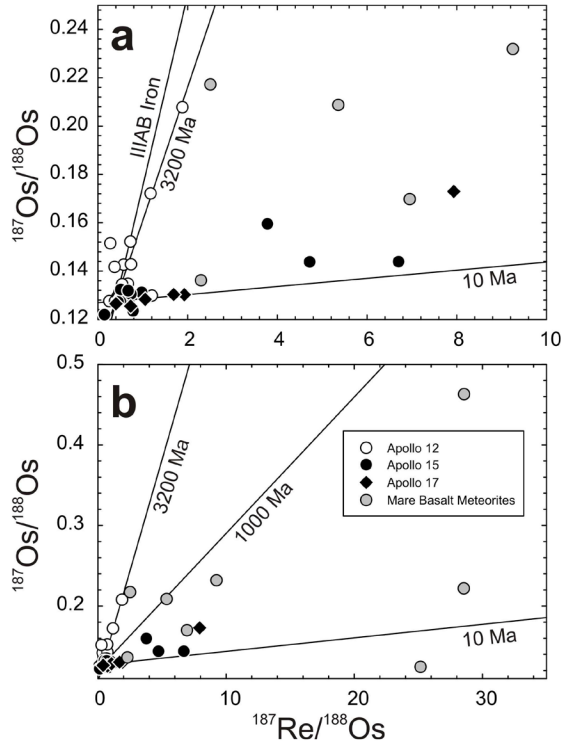 a
0.24
0.22
0.20
0.18
0.16
0.14
0.12
¹⁸⁷Os/¹⁸⁸Os
IIIAB Iron
3200 Ma
10 Ma
0 2 4 6 8 10
b
0.5
0.4
0.3
0.2
¹⁸⁷Os/¹⁸⁸Os
3200 Ma
1000 Ma
10 Ma
Apollo 12
Apollo 15
Apollo 17
Mare Basalt Meteorites
0 10 20 30
¹⁸⁷Re/¹⁸⁸Os